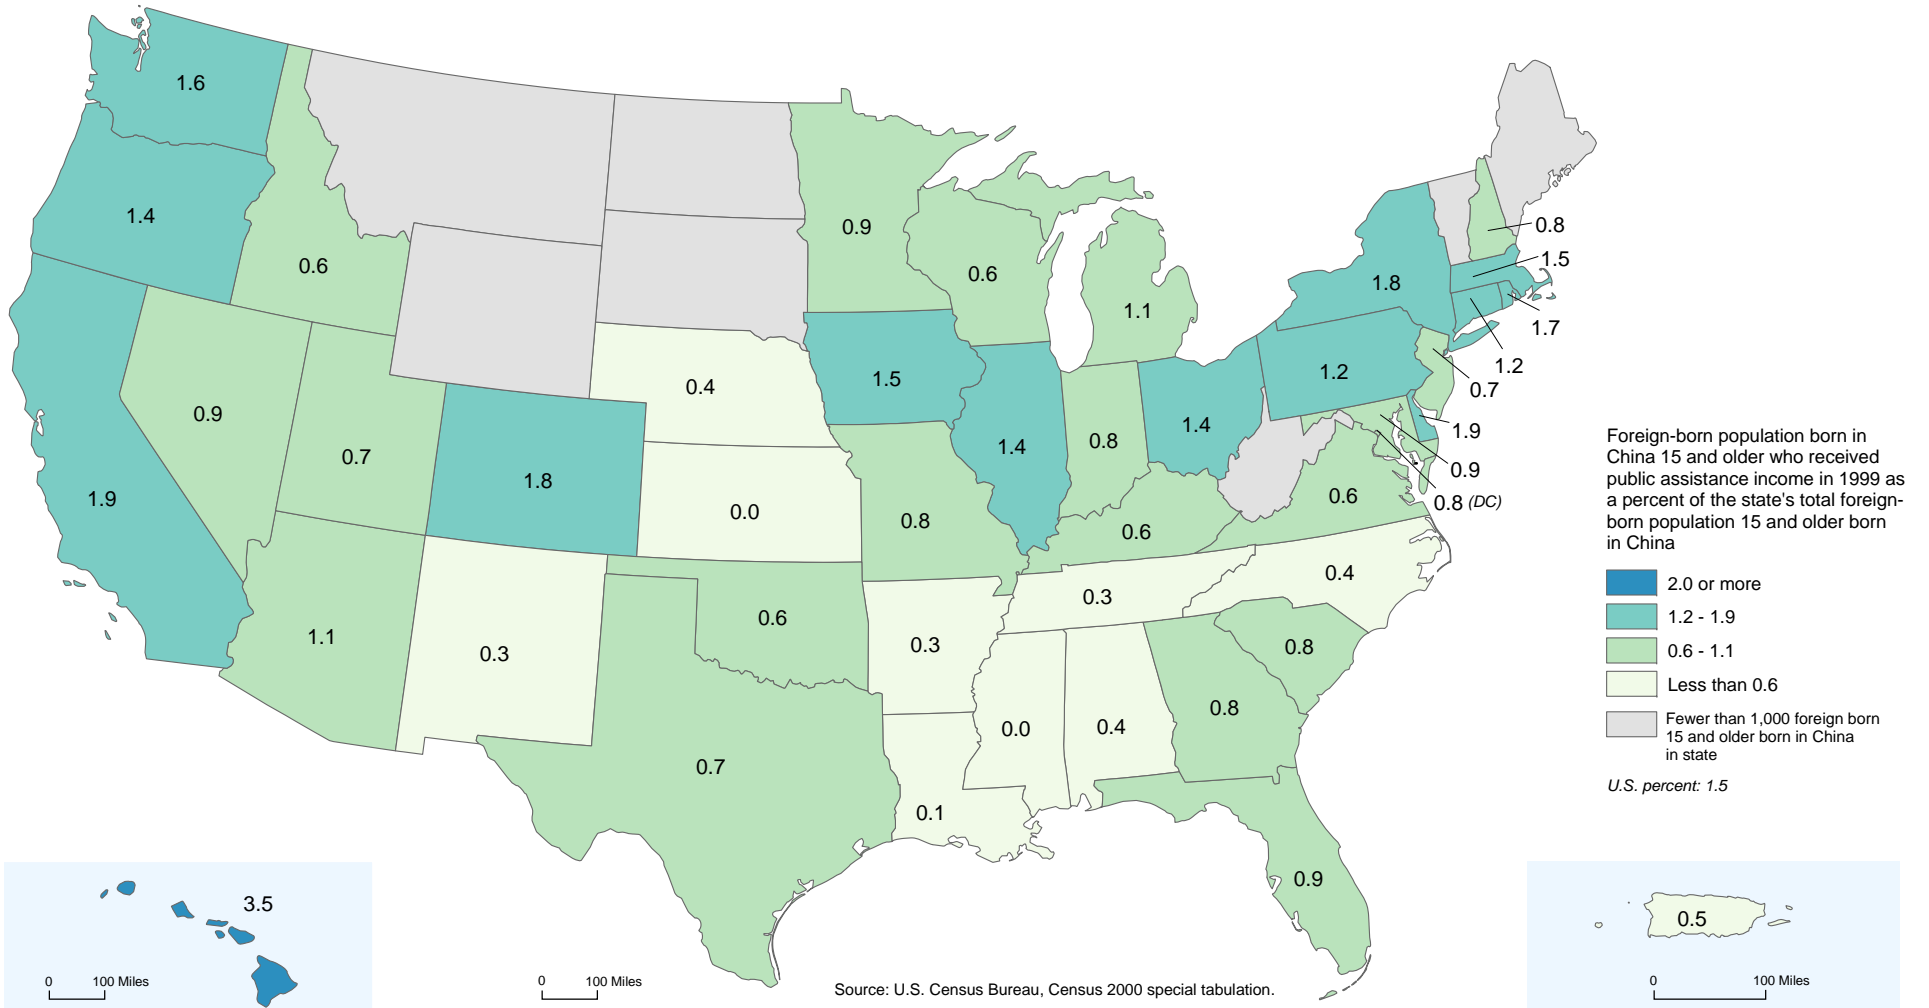 1.6
1.4
0.6
0.9
0.6
1.1
1.8
0.8
1.5
1.7
1.2
0.7
1.9
0.9
0.8 (DC)
1.9
0.9
0.7
1.8
0.4
0.0
1.5
1.4
0.8
1.4
1.2
0.8
0.6
0.6
1.1
0.3
0.6
0.3
0.3
0.4
0.8
0.7
0.1
0.0
0.4
0.8
0.9
Foreign-born population born in
China 15 and older who received
public assistance income in 1999 as
a percent of the state's total foreign-
born population 15 and older born
in China
2.0 or more
1.2 - 1.9
0.6 - 1.1
Less than 0.6
Fewer than 1,000 foreign born
15 and older born in China
in state
U.S. percent: 1.5
3.5
0 100 Miles
0 100 Miles
Source: U.S. Census Bureau, Census 2000 special tabulation.
0.5
0 100 Miles